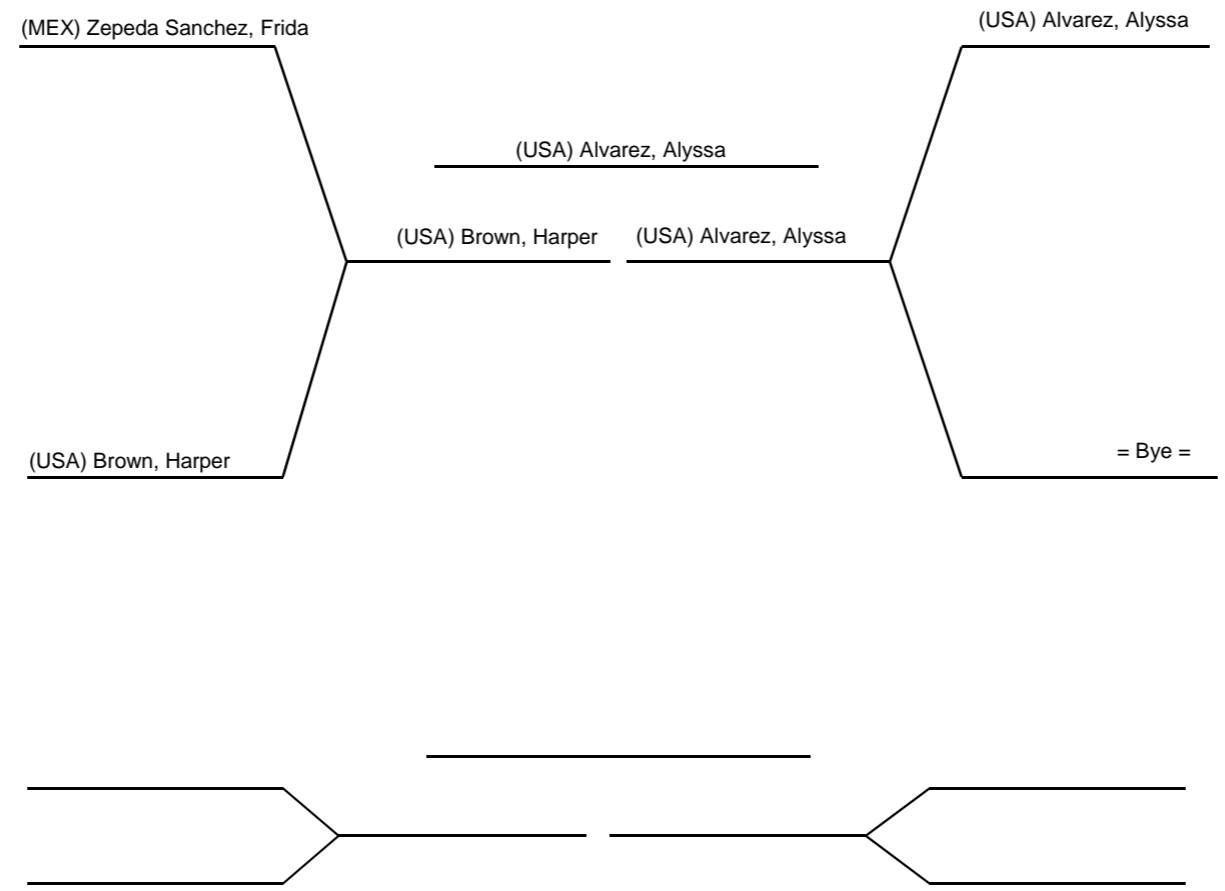 (MEX) Zepeda Sanchez, Frida
(USA) Alvarez, Alyssa
(USA) Alvarez, Alyssa
(USA) Brown, Harper
(USA) Alvarez, Alyssa
(USA) Brown, Harper
= Bye =